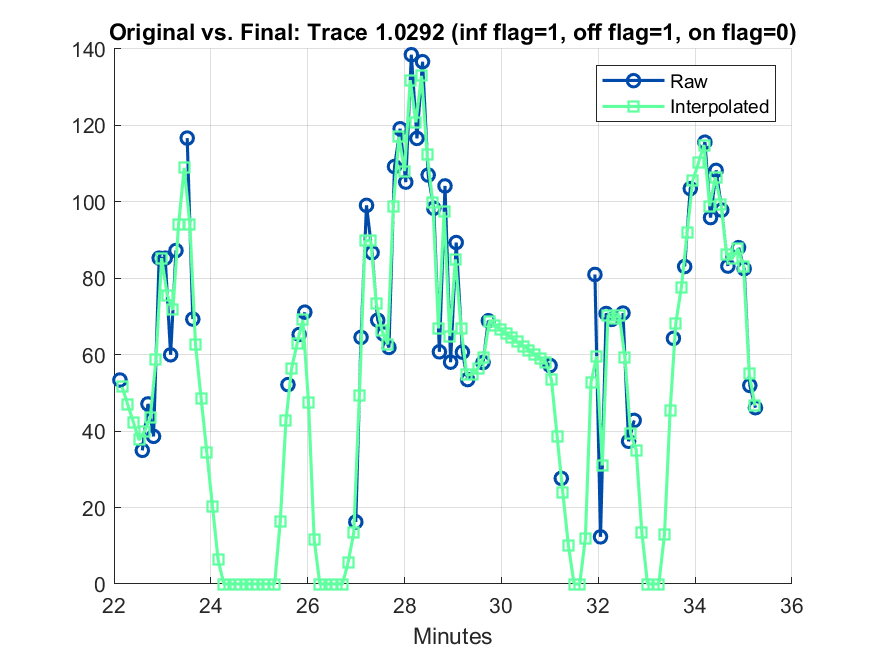 Original vs. Final: Trace 1.0292 (inf flag=1, off flag=1, on flag=0)
140
120
100
80
60
40
20
0
Raw
Interpolated
22 24 26 28 30 32 34 36
Minutes